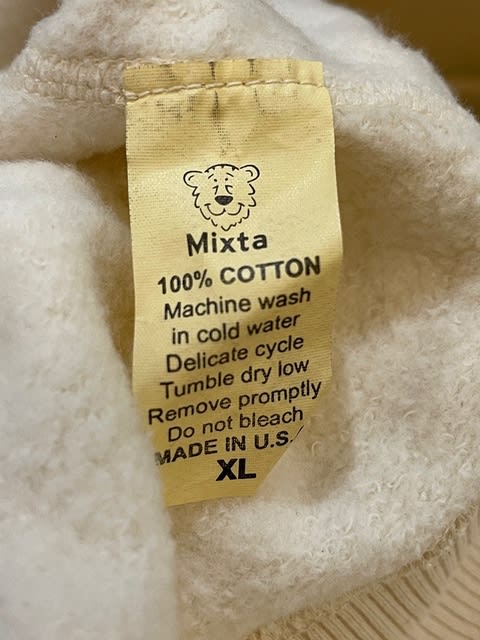 Mixta
100% COTTON
Machine wash
in cold water
Delicate cycle
Tumble dry low
Remove promptly
Do not bleach
MADE IN U.S.
XL